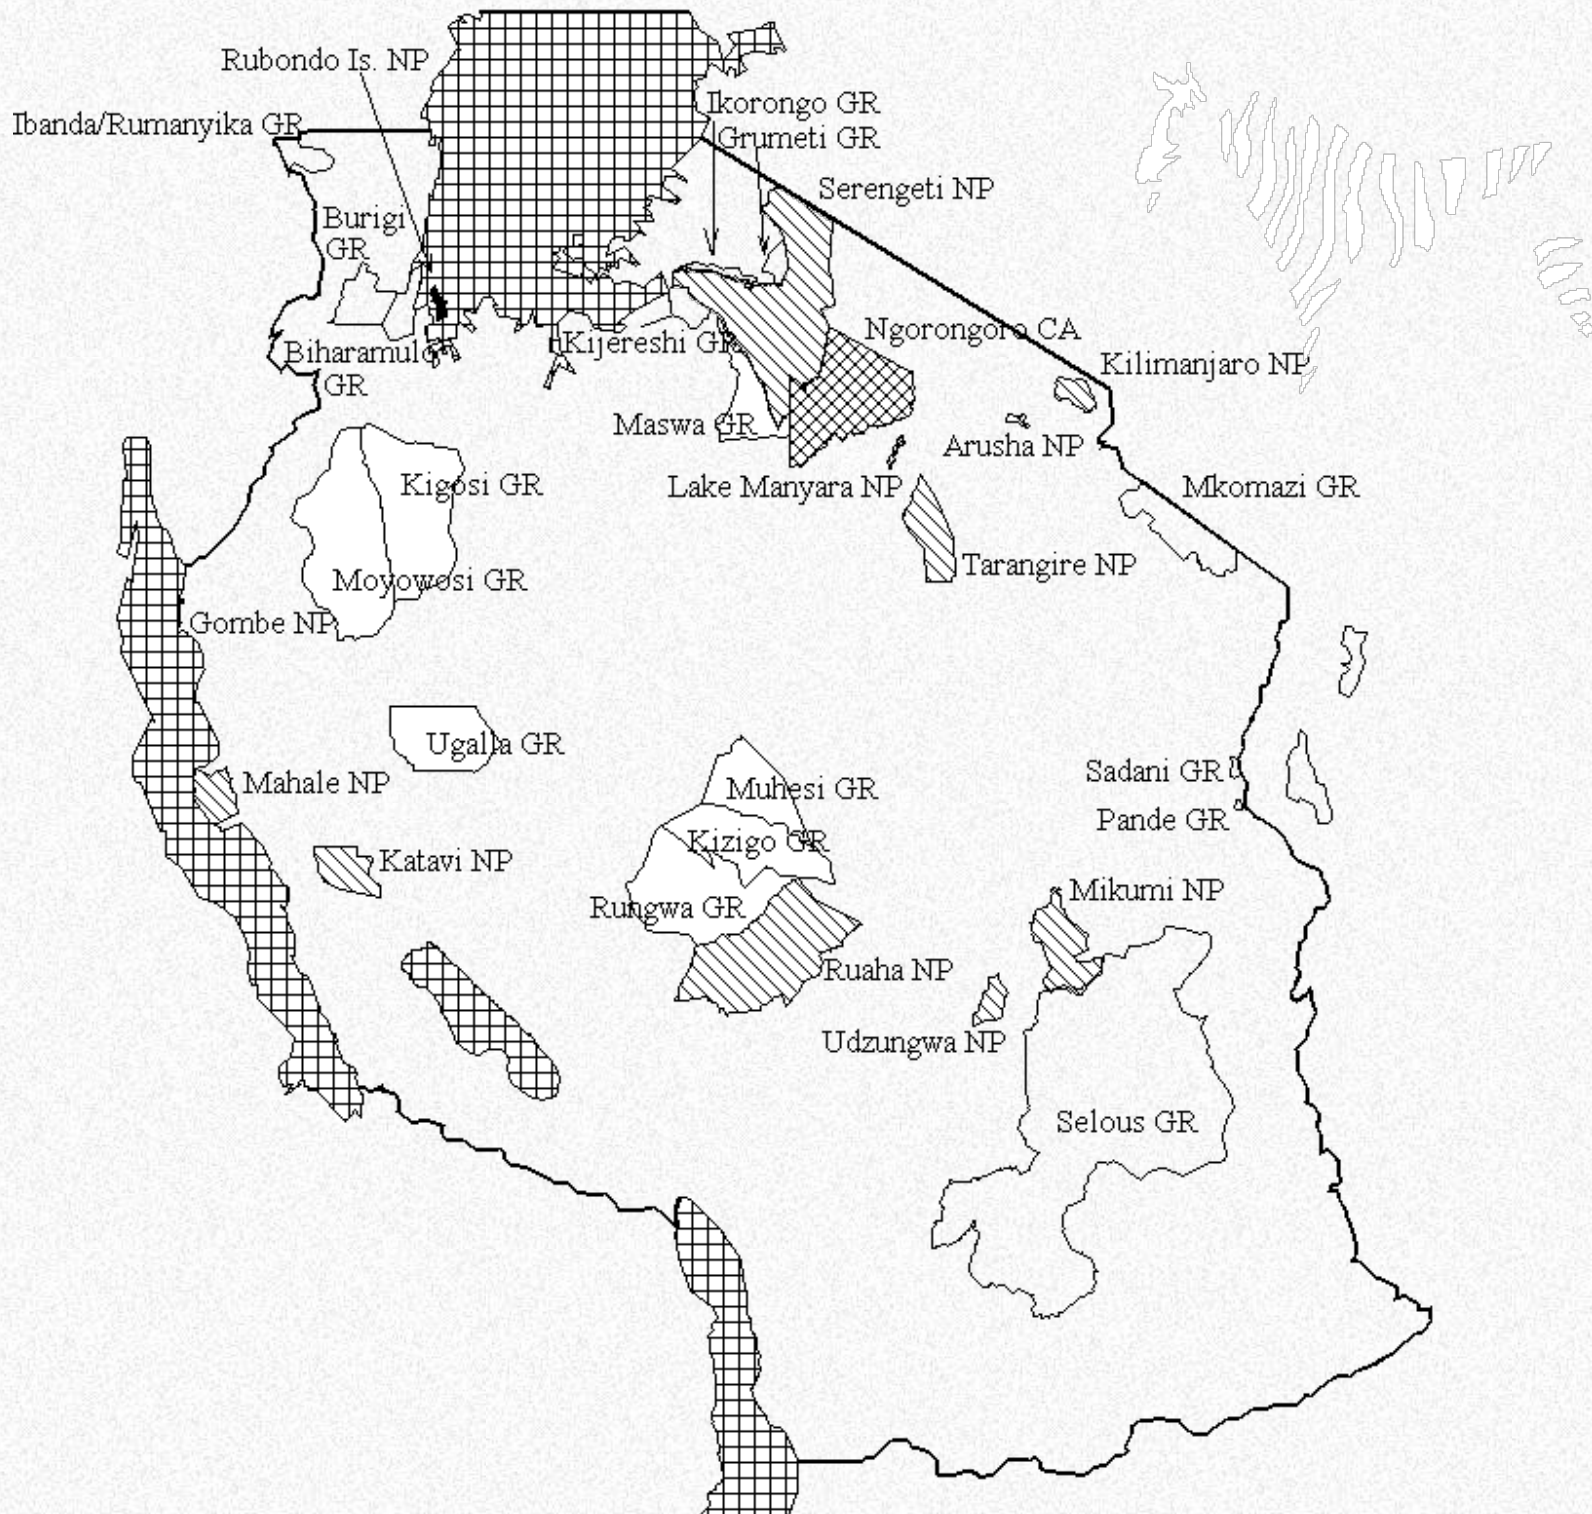 Rubondo Is. NP
Ikorongo GR
Ibanda/Rumanyika GR
Grumeti GR
Serengeti NP
Burigi
GR
Ngorongoro CA
Kijereshi GR
Biharamulo
GR
Kilimanjaro NP
Maswa GR
Arusha NP
Kigosi GR
Lake Manyara NP
Mkomazi GR
Tarangire NP
Moyowosi GR
Gombe NP
Ugalla GR
Sadani GR
Mahale NP
Muhesi GR
Pande GR
Kizigo GR
Katavi NP
Mikumi NP
Rungwa GR
Ruaha NP
Udzungwa NP
Selous GR